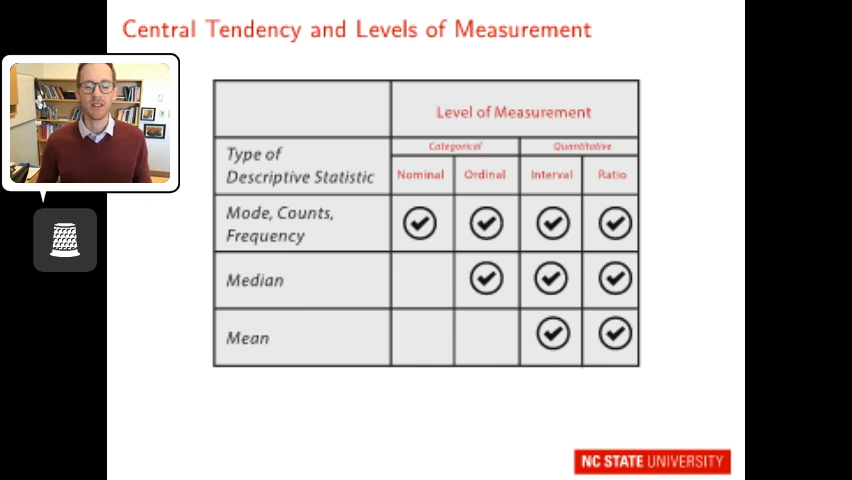 Central Tendency and Levels of Measurement
Level of Measurement
Type of
Descriptive Statistic
Categorical
Quantitative
Nominal
Ordinal
Interval
Ratio
Mode, Counts,
Frequency
Median
Mean
NC STATE UNIVERSITY